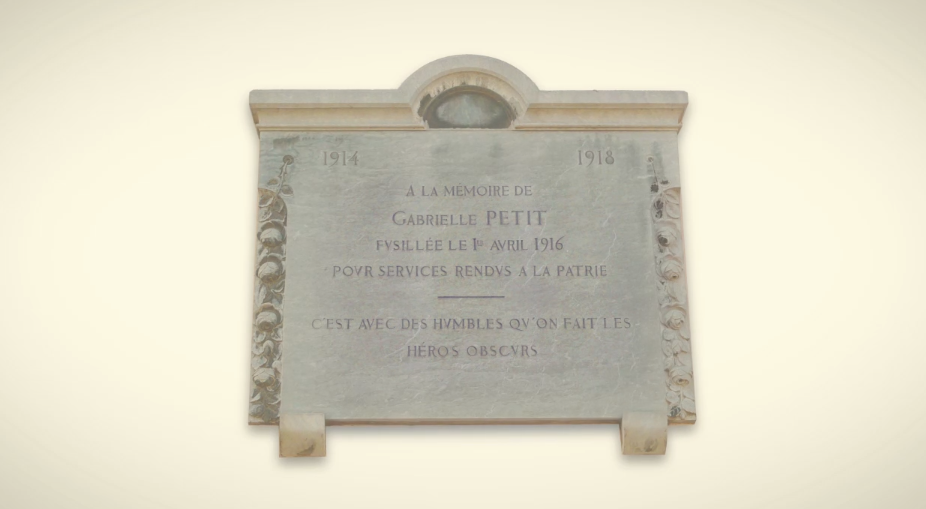 1914 1918
A LA MÉMOIRE DE
GABRIELLE PETIT
FVSILLÉE LE 1ᵉʳ AVRIL 1916
POVR SERVICES RENDVS A LA PATRIE
C'EST AVEC DES HVMBLES QV'ON FAIT LES
HÉROS OBSCVRS